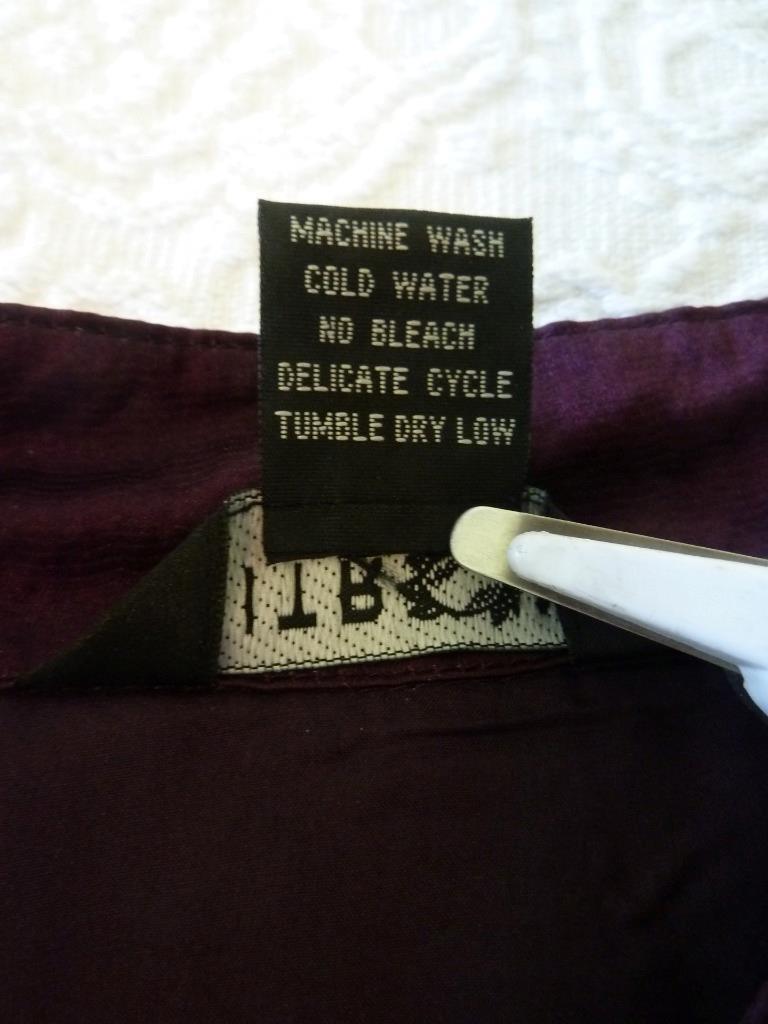 MACHINE WASH
COLD WATER
NO BLEACH
DELICATE CYCLE
TUMBLE DRY LOW